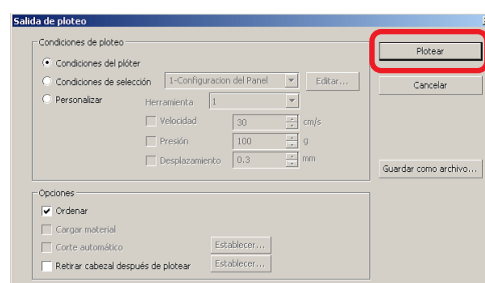 Salida de ploteo
Condiciones de ploteo
Condiciones del plóter
Condiciones de selección 1-Configuracion del Panel Editar...
Personalizar Herramienta 1
Velocidad 30 cm/s
Presión 100 g
Desplazamiento 0.3 mm
Plotear
Cancelar
Guardar como archivo...
Opciones
Ordenar
Cargar material
Corte automático Establecer...
Retirar cabezal después de plotear Establecer...